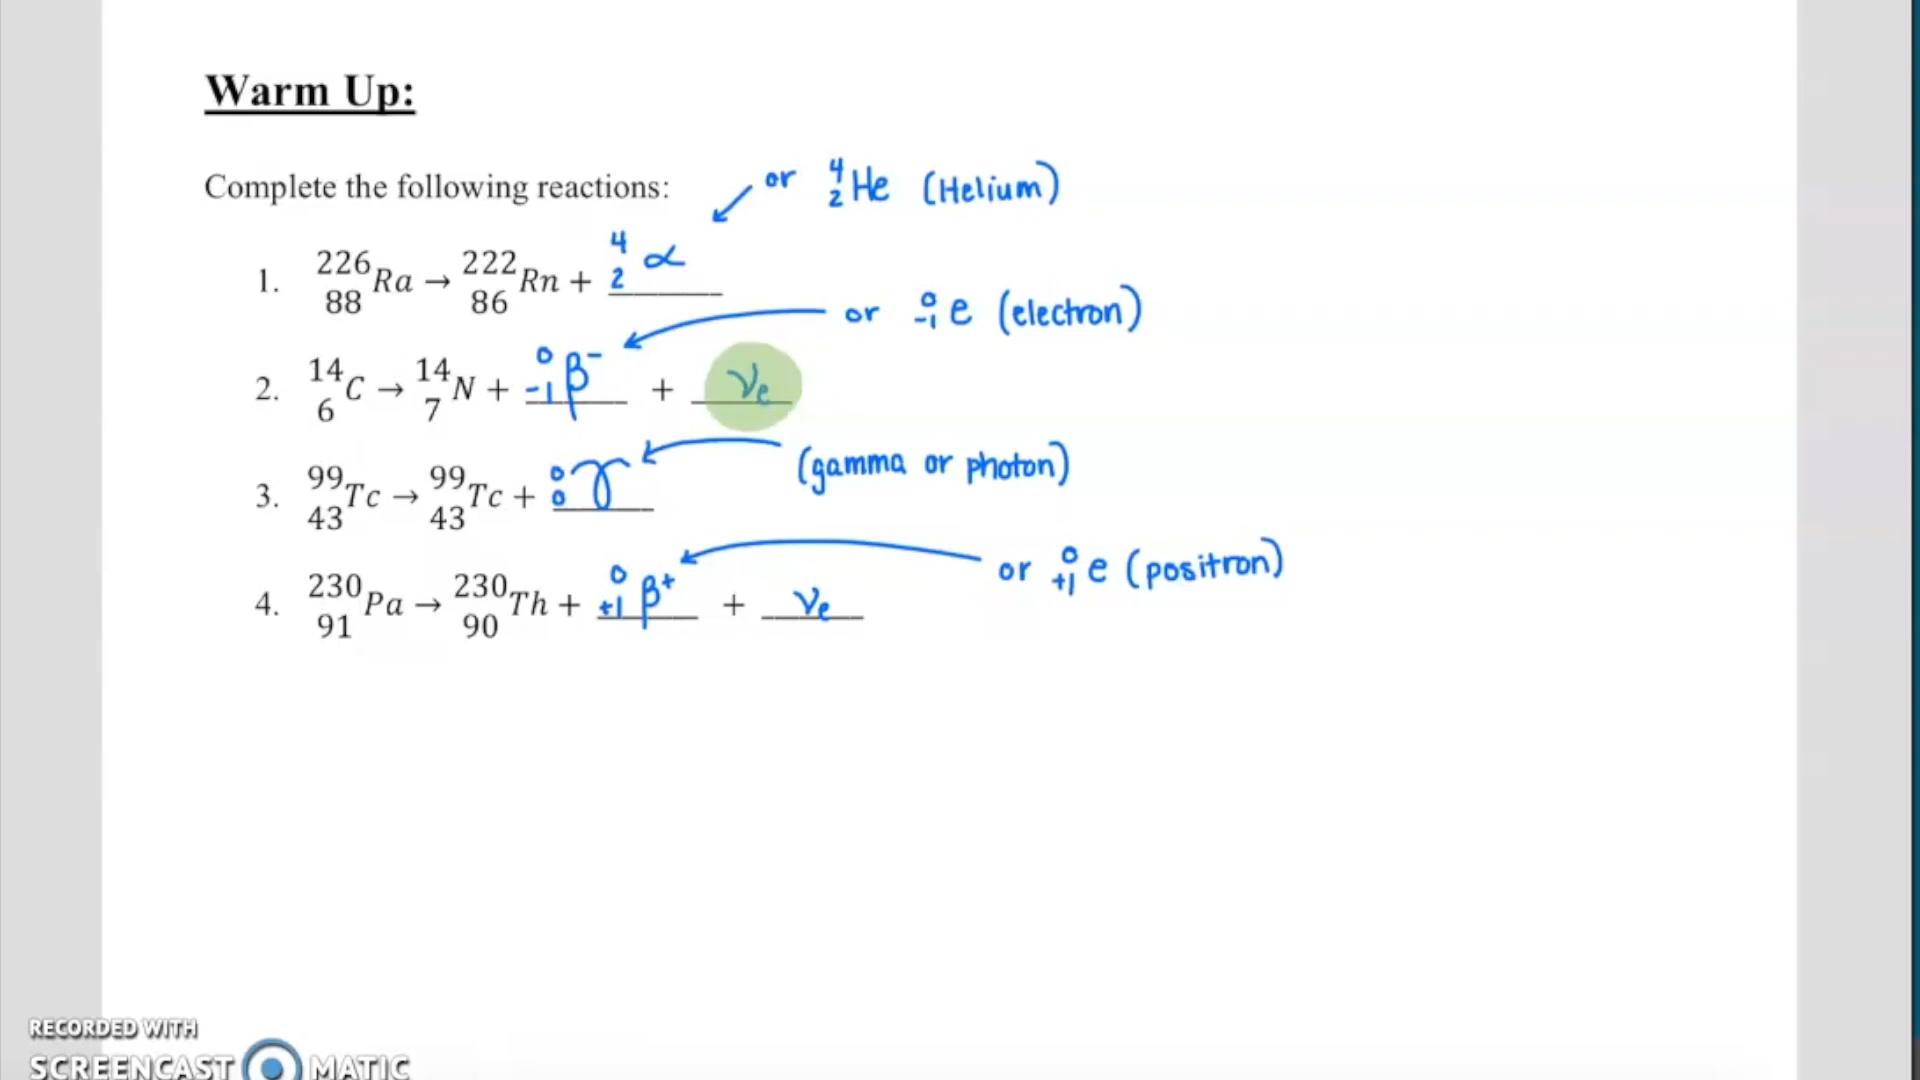 Warm Up:
or ⁴₂He (Helium)
Complete the following reactions:
1. ²²⁶₈₈Ra → ²²²₈₆Rn + ⁴₂α
or ⁰₋₁e (electron)
2. ¹⁴₆C → ¹⁴₇N + ⁰₋₁β⁻ + νₑ
(gamma or photon)
3. ⁹⁹₄₃Tc → ⁹⁹₄₃Tc + ⁰₀γ
or ⁰₊₁e (positron)
4. ²³⁰₉₁Pa → ²³⁰₉₀Th + ⁰₊₁β⁺ + νₑ
RECORDED WITH
SCREENCAST MATIC